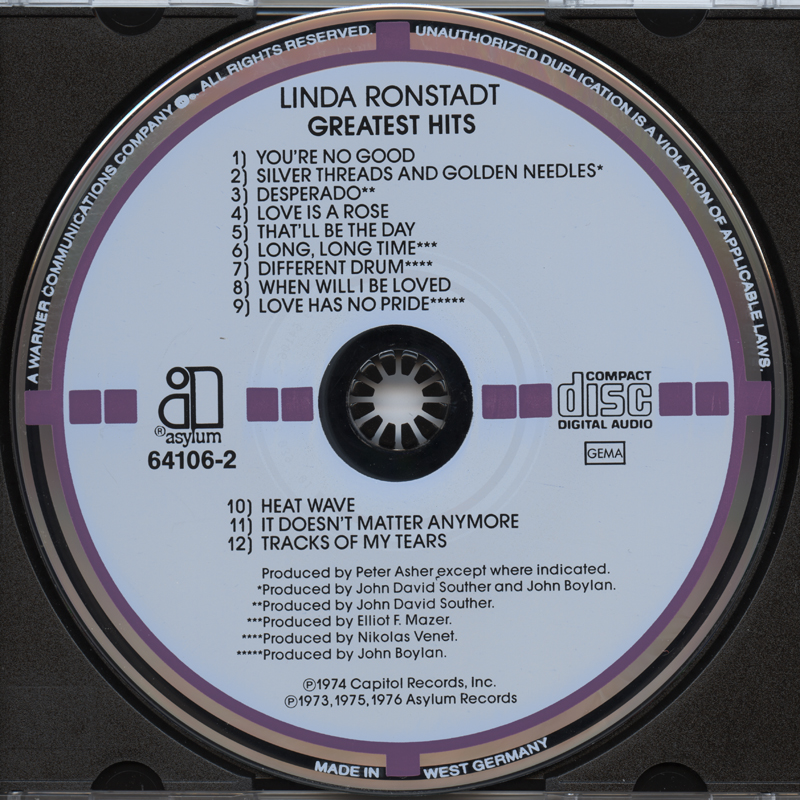 A WARNER COMMUNICATIONS COMPANY ALL RIGHTS RESERVED. UNAUTHORIZED DUPLICATION IS A VIOLATION OF APPLICABLE LAWS.
LINDA RONSTADT
GREATEST HITS
1) YOU'RE NO GOOD
2) SILVER THREADS AND GOLDEN NEEDLES*
3) DESPERADO**
4) LOVE IS A ROSE
5) THAT'LL BE THE DAY
6) LONG, LONG TIME***
7) DIFFERENT DRUM****
8) WHEN WILL I BE LOVED
9) LOVE HAS NO PRIDE*****
®asylum
64106-2
COMPACT
disc
DIGITAL AUDIO
GEMA
10) HEAT WAVE
11) IT DOESN'T MATTER ANYMORE
12) TRACKS OF MY TEARS
Produced by Peter Asher except where indicated.
*Produced by John David Souther and John Boylan.
**Produced by John David Souther.
***Produced by Elliot F. Mazer.
****Produced by Nikolas Venet.
*****Produced by John Boylan.
℗1974 Capitol Records, Inc.
℗1973, 1975, 1976 Asylum Records
MADE IN WEST GERMANY